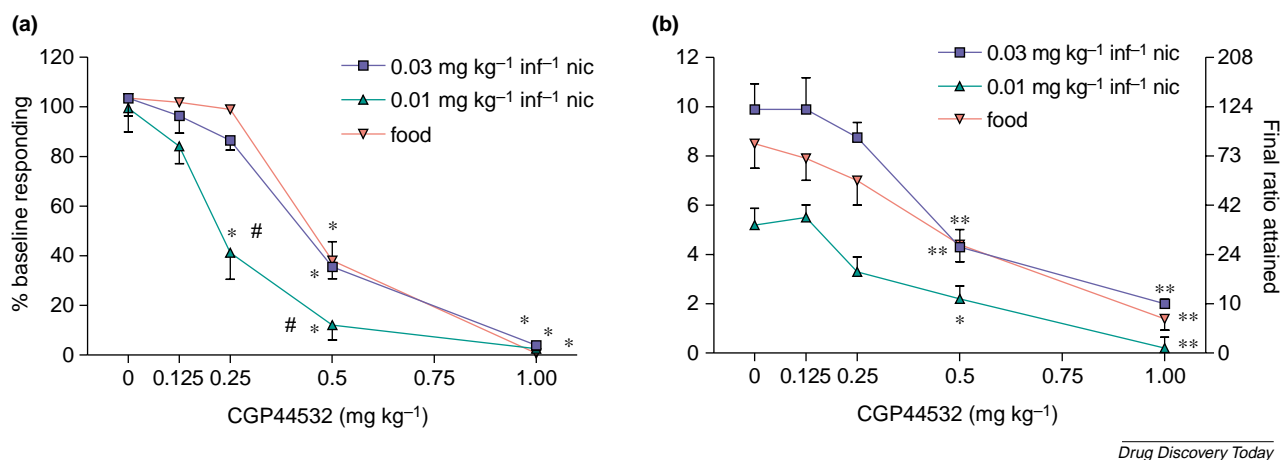 (a)
120
100
80
60
40
20
0
% baseline responding
0.03 mg kg⁻¹ inf⁻¹ nic
0.01 mg kg⁻¹ inf⁻¹ nic
food
* #
*
# *
*
*
* * *
0 0.125 0.25 0.5 0.75 1.00
CGP44532 (mg kg⁻¹)
(b)
12
10
8
6
4
2
0
0.03 mg kg⁻¹ inf⁻¹ nic
0.01 mg kg⁻¹ inf⁻¹ nic
food
**
**
*
**
**
**
208
124
73
42
24
10
0
Final ratio attained
0 0.125 0.25 0.5 0.75 1.00
CGP44532 (mg kg⁻¹)
Drug Discovery Today